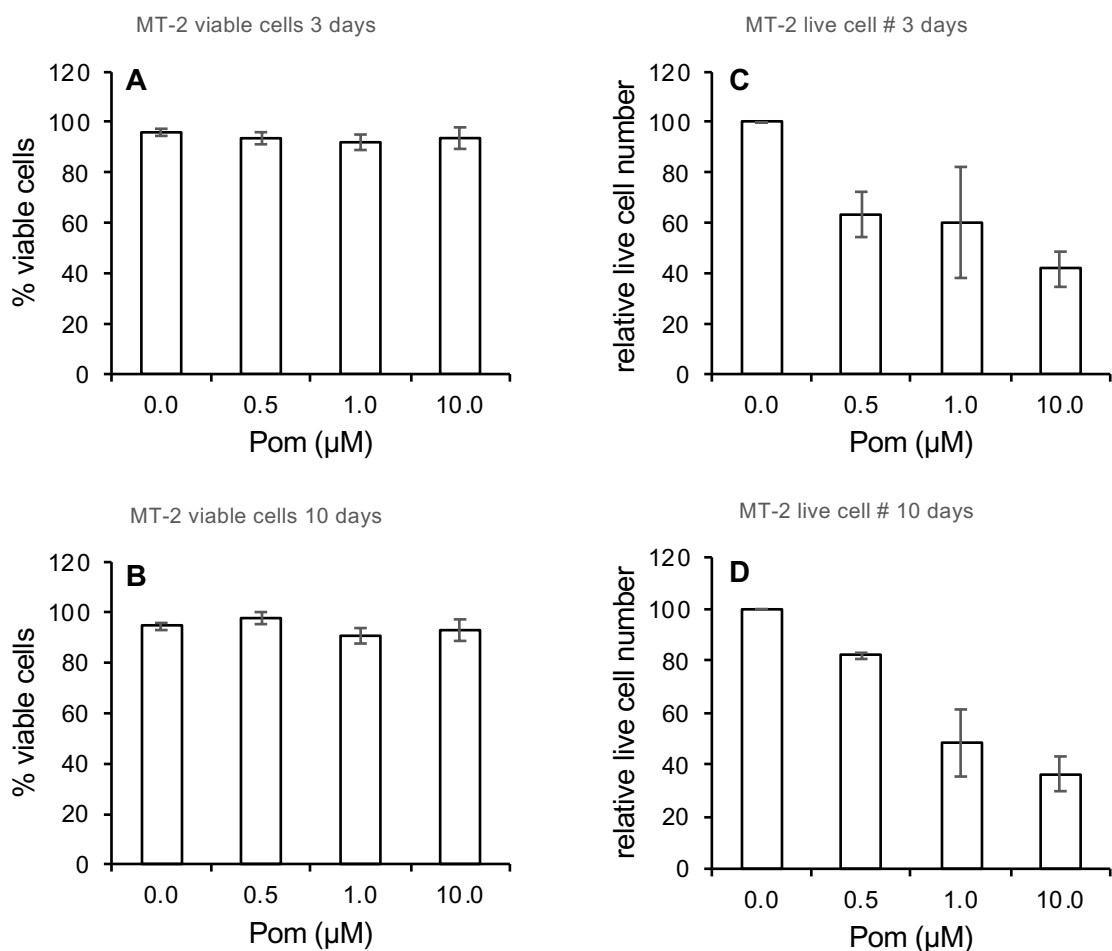 MT-2 viable cells 3 days
A
% viable cells
120
100
80
60
40
20
0
0.0 0.5 1.0 10.0
Pom (µM)
MT-2 live cell # 3 days
C
relative live cell number
120
100
80
60
40
20
0
0.0 0.5 1.0 10.0
Pom (µM)
MT-2 viable cells 10 days
B
% viable cells
120
100
80
60
40
20
0
0.0 0.5 1.0 10.0
Pom (µM)
MT-2 live cell # 10 days
D
relative live cell number
120
100
80
60
40
20
0
0.0 0.5 1.0 10.0
Pom (µM)